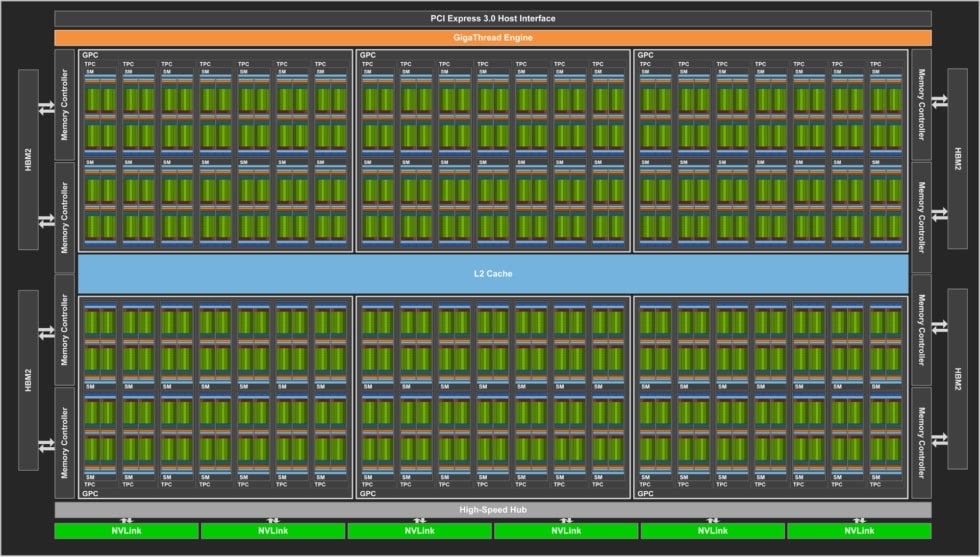 PCI Express 3.0 Host Interface
GigaThread Engine
GPC GPC GPC
TPC TPC TPC TPC TPC TPC TPC TPC TPC TPC TPC TPC TPC TPC TPC TPC TPC TPC TPC TPC TPC
SM SM SM SM SM SM SM SM SM SM SM SM SM SM SM SM SM SM SM SM SM
Memory Controller Memory Controller
HBM2 HBM2
SM SM SM SM SM SM SM SM SM SM SM SM SM SM SM SM SM SM SM SM SM
Memory Controller Memory Controller
L2 Cache
Memory Controller Memory Controller
HBM2 HBM2
SM SM SM SM SM SM SM SM SM SM SM SM SM SM SM SM SM SM SM SM SM
Memory Controller Memory Controller
SM SM SM SM SM SM SM SM SM SM SM SM SM SM SM SM SM SM SM SM SM
TPC TPC TPC TPC TPC TPC TPC TPC TPC TPC TPC TPC TPC TPC TPC TPC TPC TPC TPC TPC TPC
GPC GPC GPC
High-Speed Hub
NVLink NVLink NVLink NVLink NVLink NVLink